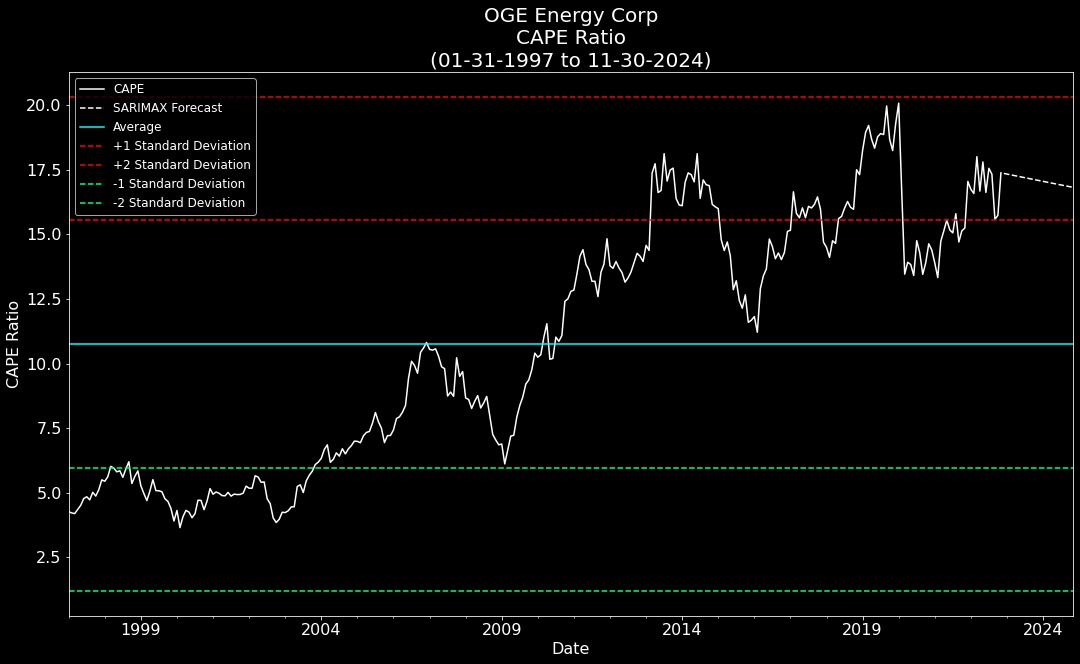 OGE Energy Corp
CAPE Ratio
(01-31-1997 to 11-30-2024)
CAPE
SARIMAX Forecast
Average
+1 Standard Deviation
+2 Standard Deviation
-1 Standard Deviation
-2 Standard Deviation
20.0
17.5
15.0
12.5
10.0
7.5
5.0
2.5
CAPE Ratio
1999
2004
2009
2014
2019
2024
Date